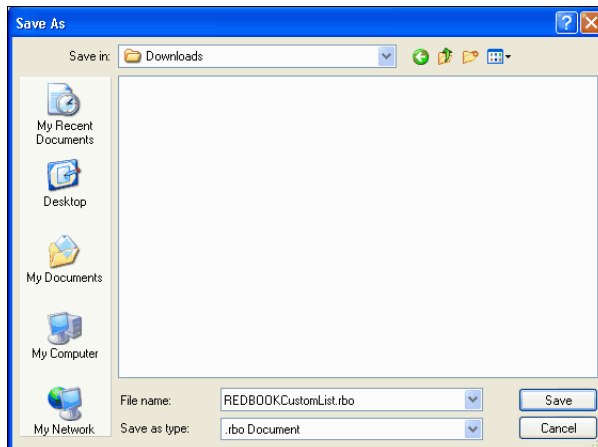 Save As
Save in: Downloads
My Recent
Documents
Desktop
My Documents
My Computer
My Network
File name: REDBOOKCustomList.rbo Save
Save as type: .rbo Document Cancel